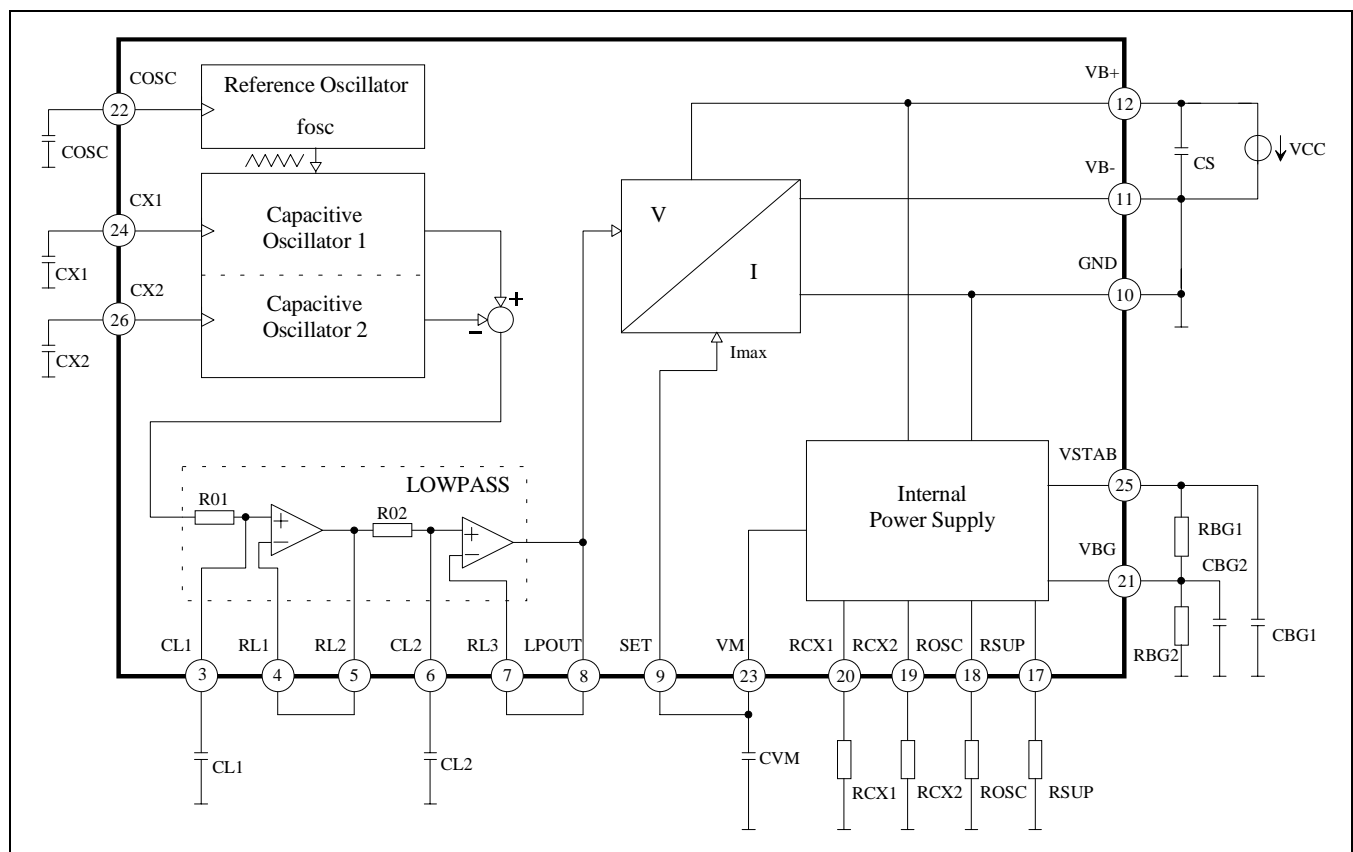 COSC
22
COSC
Reference Oscillator
fosc
CX1
24
CX1
CX2
26
CX2
Capacitive
Oscillator 1
Capacitive
Oscillator 2
+
−
V
I
Imax
VB+
12
VB-
11
GND
10
CS
VCC
LOWPASS
R01
+
−
R02
+
−
Internal
Power Supply
VSTAB
25
VBG
21
RBG1
CBG2
RBG2
CBG1
CL1
RL1
RL2
CL2
RL3
LPOUT
SET
VM
RCX1
RCX2
ROSC
RSUP
3
4
5
6
7
8
9
23
20
19
18
17
CL1
CL2
CVM
RCX1
RCX2
ROSC
RSUP